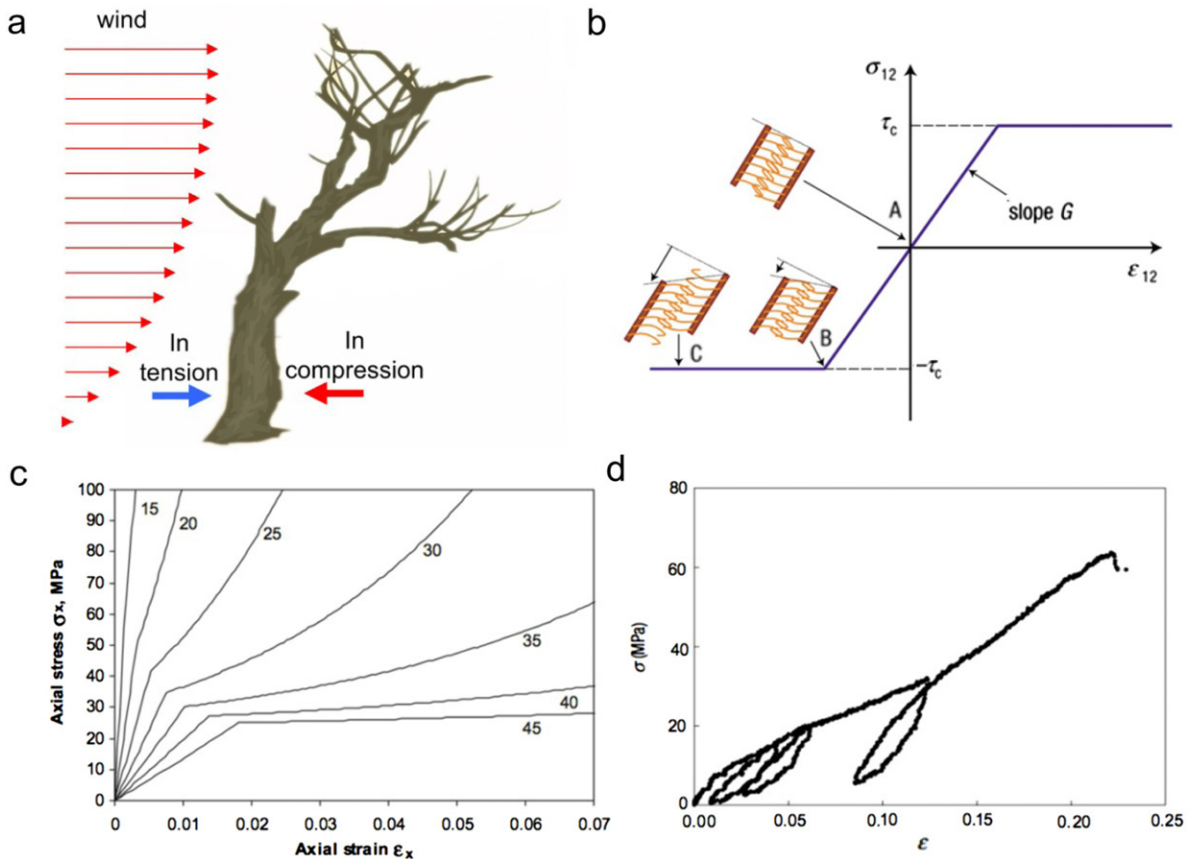 a
wind
In
tension
In
compression
b
σ12
τc
A
slope G
ε12
C
B
-τc
c
Axial stress σx, MPa
100
90
80
70
60
50
40
30
20
10
0
15
20
25
30
35
40
45
0
0.01
0.02
0.03
0.04
0.05
0.06
0.07
Axial strain εx
d
σ (MPa)
80
60
40
20
0
0.00
0.05
0.10
0.15
0.20
0.25
ε